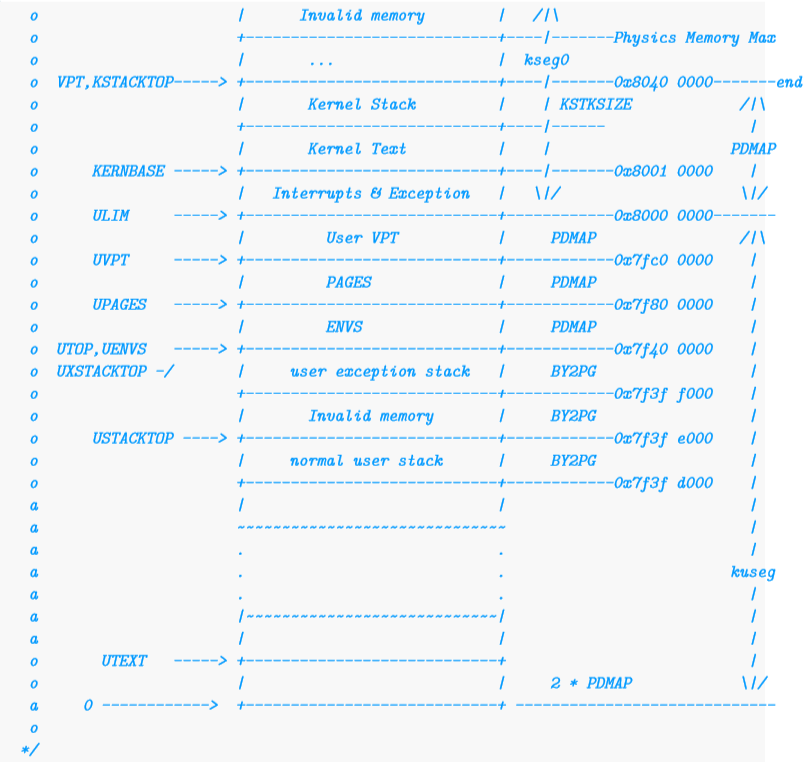 o                      |      Invalid memory        |   /|\
o                      +----------------------------+----|-------Physics Memory Max
o                      |       ...                  |  kseg0
o  VPT,KSTACKTOP-----> +----------------------------+----|-------0x8040 0000-------end
o                      |       Kernel Stack         |    | KSTKSIZE            /|\
o                      +----------------------------+----|------                |
o                      |       Kernel Text          |    |                    PDMAP
o      KERNBASE -----> +----------------------------+----|-------0x8001 0000    |
o                      |   Interrupts & Exception   |   \|/                    \|/
o      ULIM     -----> +----------------------------+------------0x8000 0000-------
o                      |         User VPT           |     PDMAP                /|\
o      UVPT     -----> +----------------------------+------------0x7fc0 0000    |
o                      |         PAGES              |     PDMAP                 |
o      UPAGES   -----> +----------------------------+------------0x7f80 0000    |
o                      |         ENVS               |     PDMAP                 |
o  UTOP,UENVS   -----> +----------------------------+------------0x7f40 0000    |
o  UXSTACKTOP -/       |     user exception stack   |     BY2PG                 |
o                      +----------------------------+------------0x7f3f f000    |
o                      |       Invalid memory       |     BY2PG                 |
o      USTACKTOP ----> +----------------------------+------------0x7f3f e000    |
o                      |     normal user stack      |     BY2PG                 |
o                      +----------------------------+------------0x7f3f d000    |
a                      |                            |                           |
a                      ~~~~~~~~~~~~~~~~~~~~~~~~~~~~~~                           |
a                      .                            .                           |
a                      .                            .                         kuseg
a                      .                            .                           |
a                      |~~~~~~~~~~~~~~~~~~~~~~~~~~~~|                           |
a                      |                            |                           |
o       UTEXT   -----> +----------------------------+                           |
o                      |                            |     2 * PDMAP            \|/
a     0 ------------>  +----------------------------+ -----------------------------
o
*/